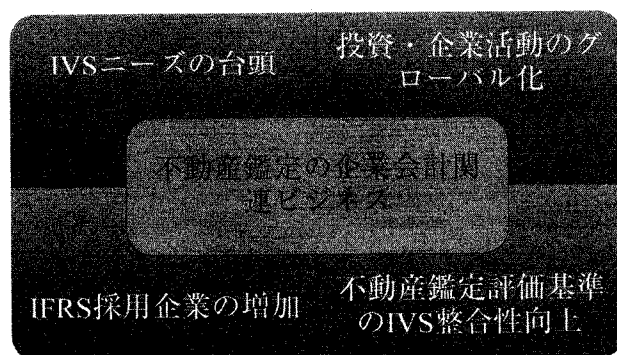 IVSニーズの台頭
投資・企業活動のグ
ローバル化
不動産鑑定の企業会計関
連ビジネス
IFRS採用企業の増加
不動産鑑定評価基準
のIVS整合性向上